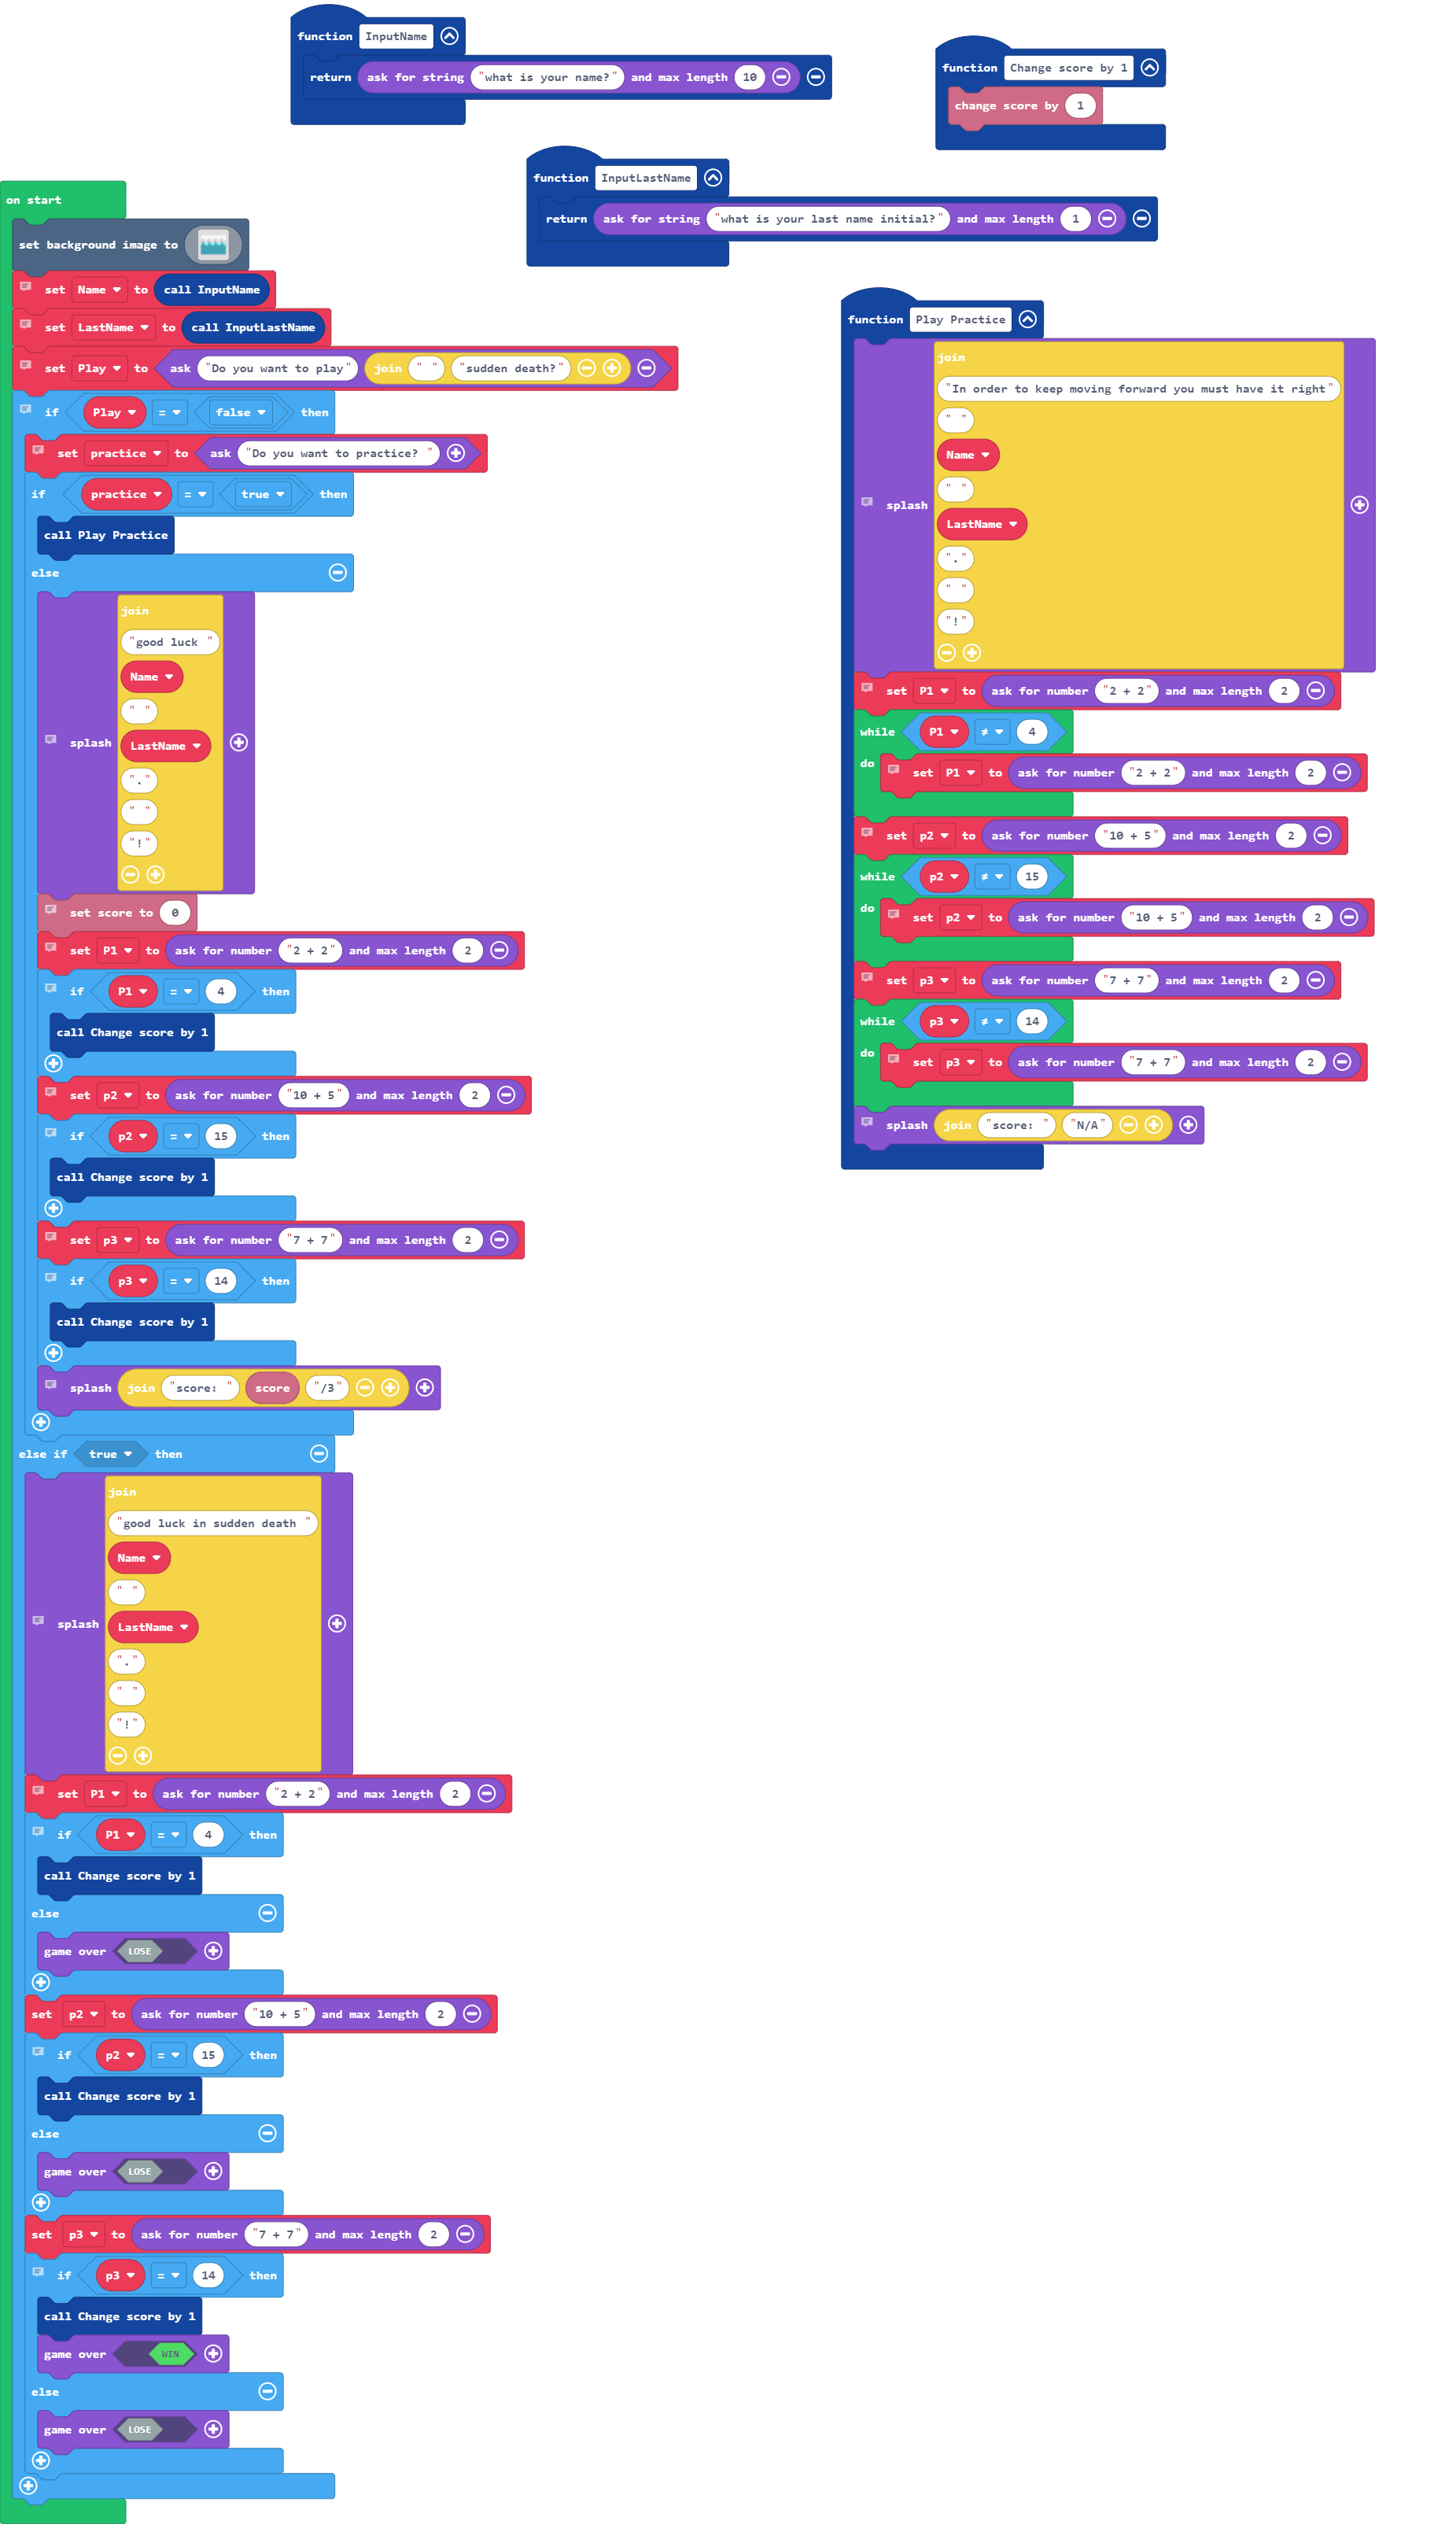 function InputName
return ask for string "what is your name?" and max length 10
function Change score by 1
change score by 1
function InputLastName
return ask for string "what is your last name initial?" and max length 1
on start
set background image to
set Name to call InputName
set LastName to call InputLastName
set Play to ask "Do you want to play" join " " "sudden death?"
if Play = false then
set practice to ask "Do you want to practice? "
if practice = true then
call Play Practice
else
splash join
"good luck "
Name
" "
LastName
"."
" "
"!"
set score to 0
set P1 to ask for number "2 + 2" and max length 2
if P1 = 4 then
call Change score by 1
set p2 to ask for number "10 + 5" and max length 2
if p2 = 15 then
call Change score by 1
set p3 to ask for number "7 + 7" and max length 2
if p3 = 14 then
call Change score by 1
splash join "score: " score "/3"
else if true then
splash join
"good luck in sudden death "
Name
" "
LastName
"."
" "
"!"
set P1 to ask for number "2 + 2" and max length 2
if P1 = 4 then
call Change score by 1
else
game over LOSE
set p2 to ask for number "10 + 5" and max length 2
if p2 = 15 then
call Change score by 1
else
game over LOSE
set p3 to ask for number "7 + 7" and max length 2
if p3 = 14 then
call Change score by 1
game over WIN
else
game over LOSE
function Play Practice
splash join
"In order to keep moving forward you must have it right"
" "
Name
" "
LastName
"."
" "
"!"
set P1 to ask for number "2 + 2" and max length 2
while P1 ≠ 4
do set P1 to ask for number "2 + 2" and max length 2
set p2 to ask for number "10 + 5" and max length 2
while p2 ≠ 15
do set p2 to ask for number "10 + 5" and max length 2
set p3 to ask for number "7 + 7" and max length 2
while p3 ≠ 14
do set p3 to ask for number "7 + 7" and max length 2
splash join "score: " "N/A"